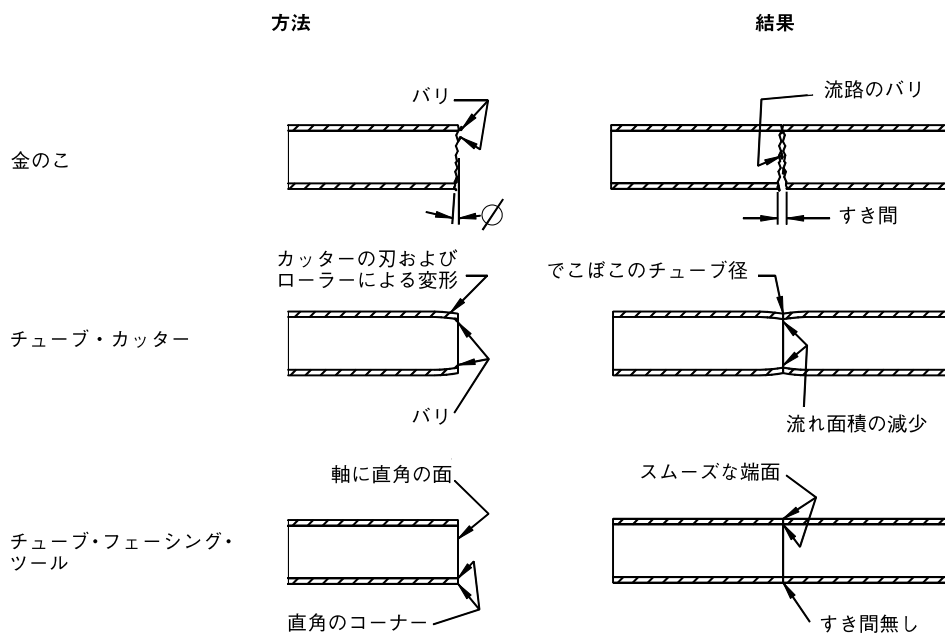 方法
結果
金のこ
バリ
流路のバリ
すき間
チューブ・カッター
カッターの刃および
ローラーによる変形
バリ
でこぼこのチューブ径
流れ面積の減少
チューブ・フェーシング・
ツール
軸に直角の面
直角のコーナー
スムーズな端面
すき間無し